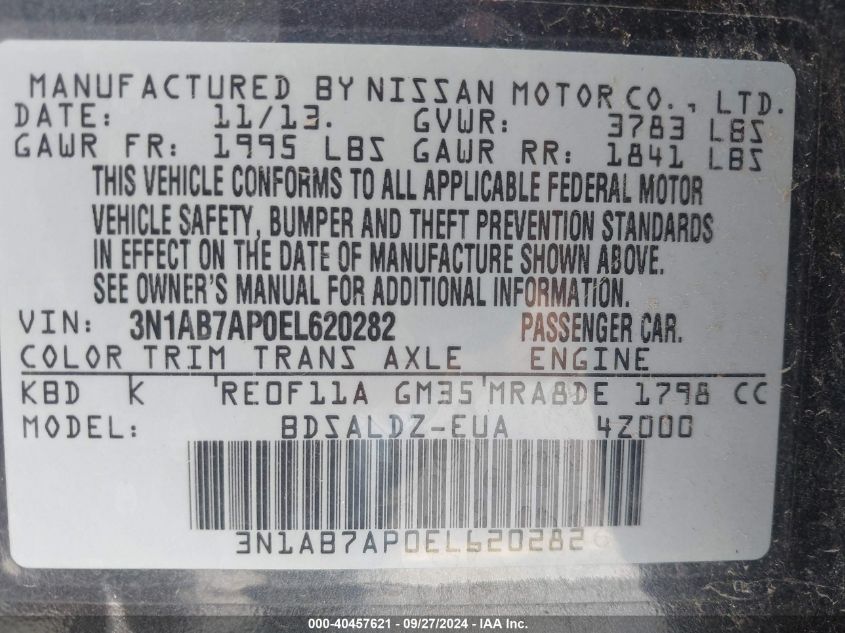 MANUFACTURED BY NISSAN MOTOR CO., LTD.
DATE: 11/13. GVWR: 3783 LBS
GAWR FR: 1995 LBS GAWR RR: 1841 LBS
THIS VEHICLE CONFORMS TO ALL APPLICABLE FEDERAL MOTOR
VEHICLE SAFETY, BUMPER AND THEFT PREVENTION STANDARDS
IN EFFECT ON THE DATE OF MANUFACTURE SHOWN ABOVE.
SEE OWNER'S MANUAL FOR ADDITIONAL INFORMATION.
VIN: 3N1AB7AP0EL620282 PASSENGER CAR.
COLOR TRIM TRANS AXLE ENGINE
KBD K 'RE0F11A GM35'MRA8DE 1798 CC
MODEL: BDSALDZ-EUA 4Z000
3N1AB7AP0EL620282
000-40457621 - 09/27/2024 - IAA Inc.